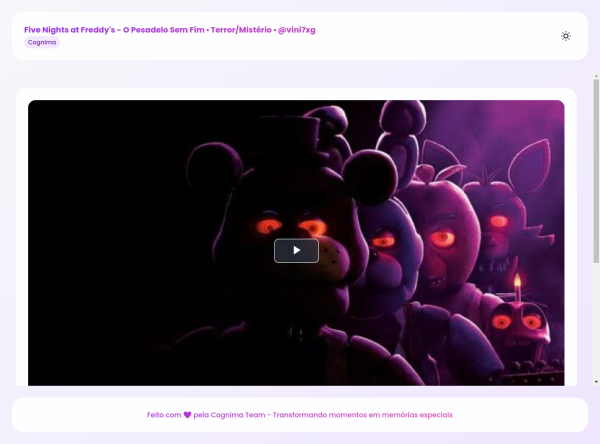 Five Nights at Freddy's - O Pesadelo Sem Fim • Terror/Mistério • @vini7xg
Cognima
Feito com 💜 pela Cognima Team - Transformando momentos em memórias especiais